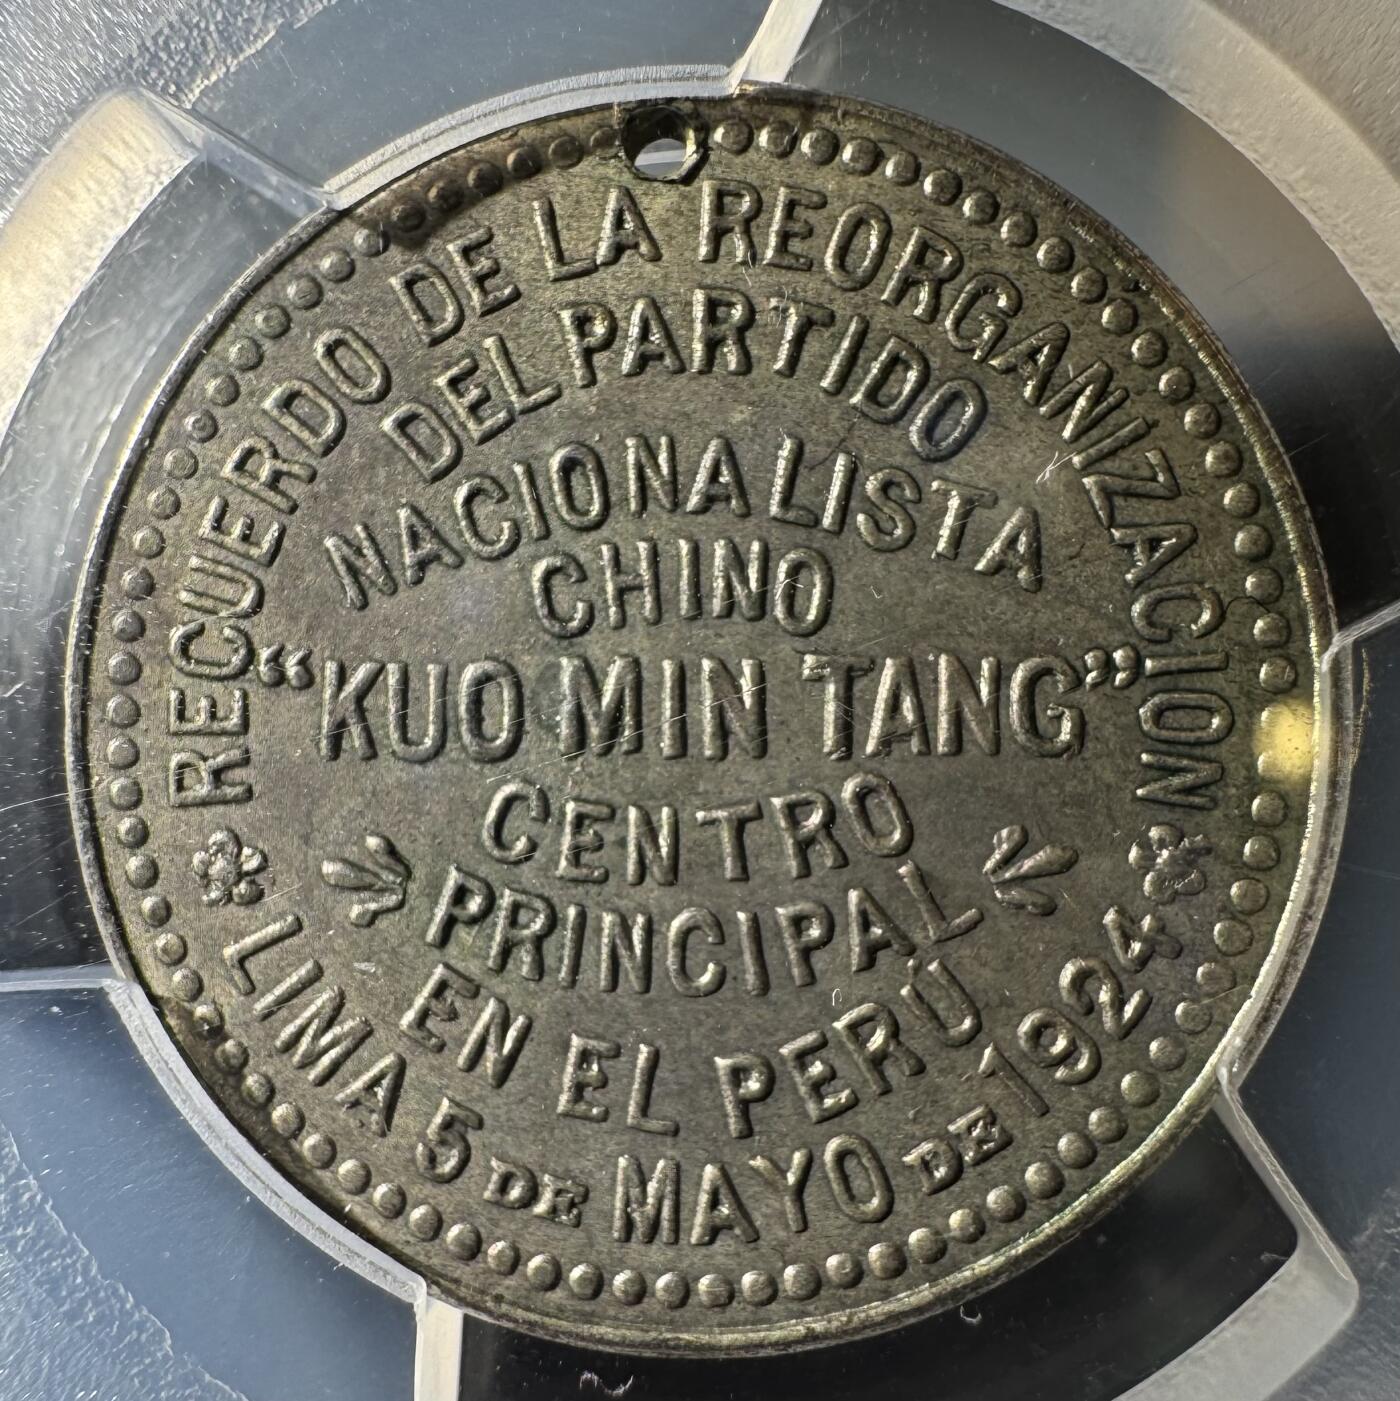 RECUERDO DE LA REORGANIZACION
DEL PARTIDO
NACIONALISTA
CHINO
“KUO MIN TANG”
CENTRO
PRINCIPAL
EN EL PERÚ
LIMA 5 DE MAYO DE 1924